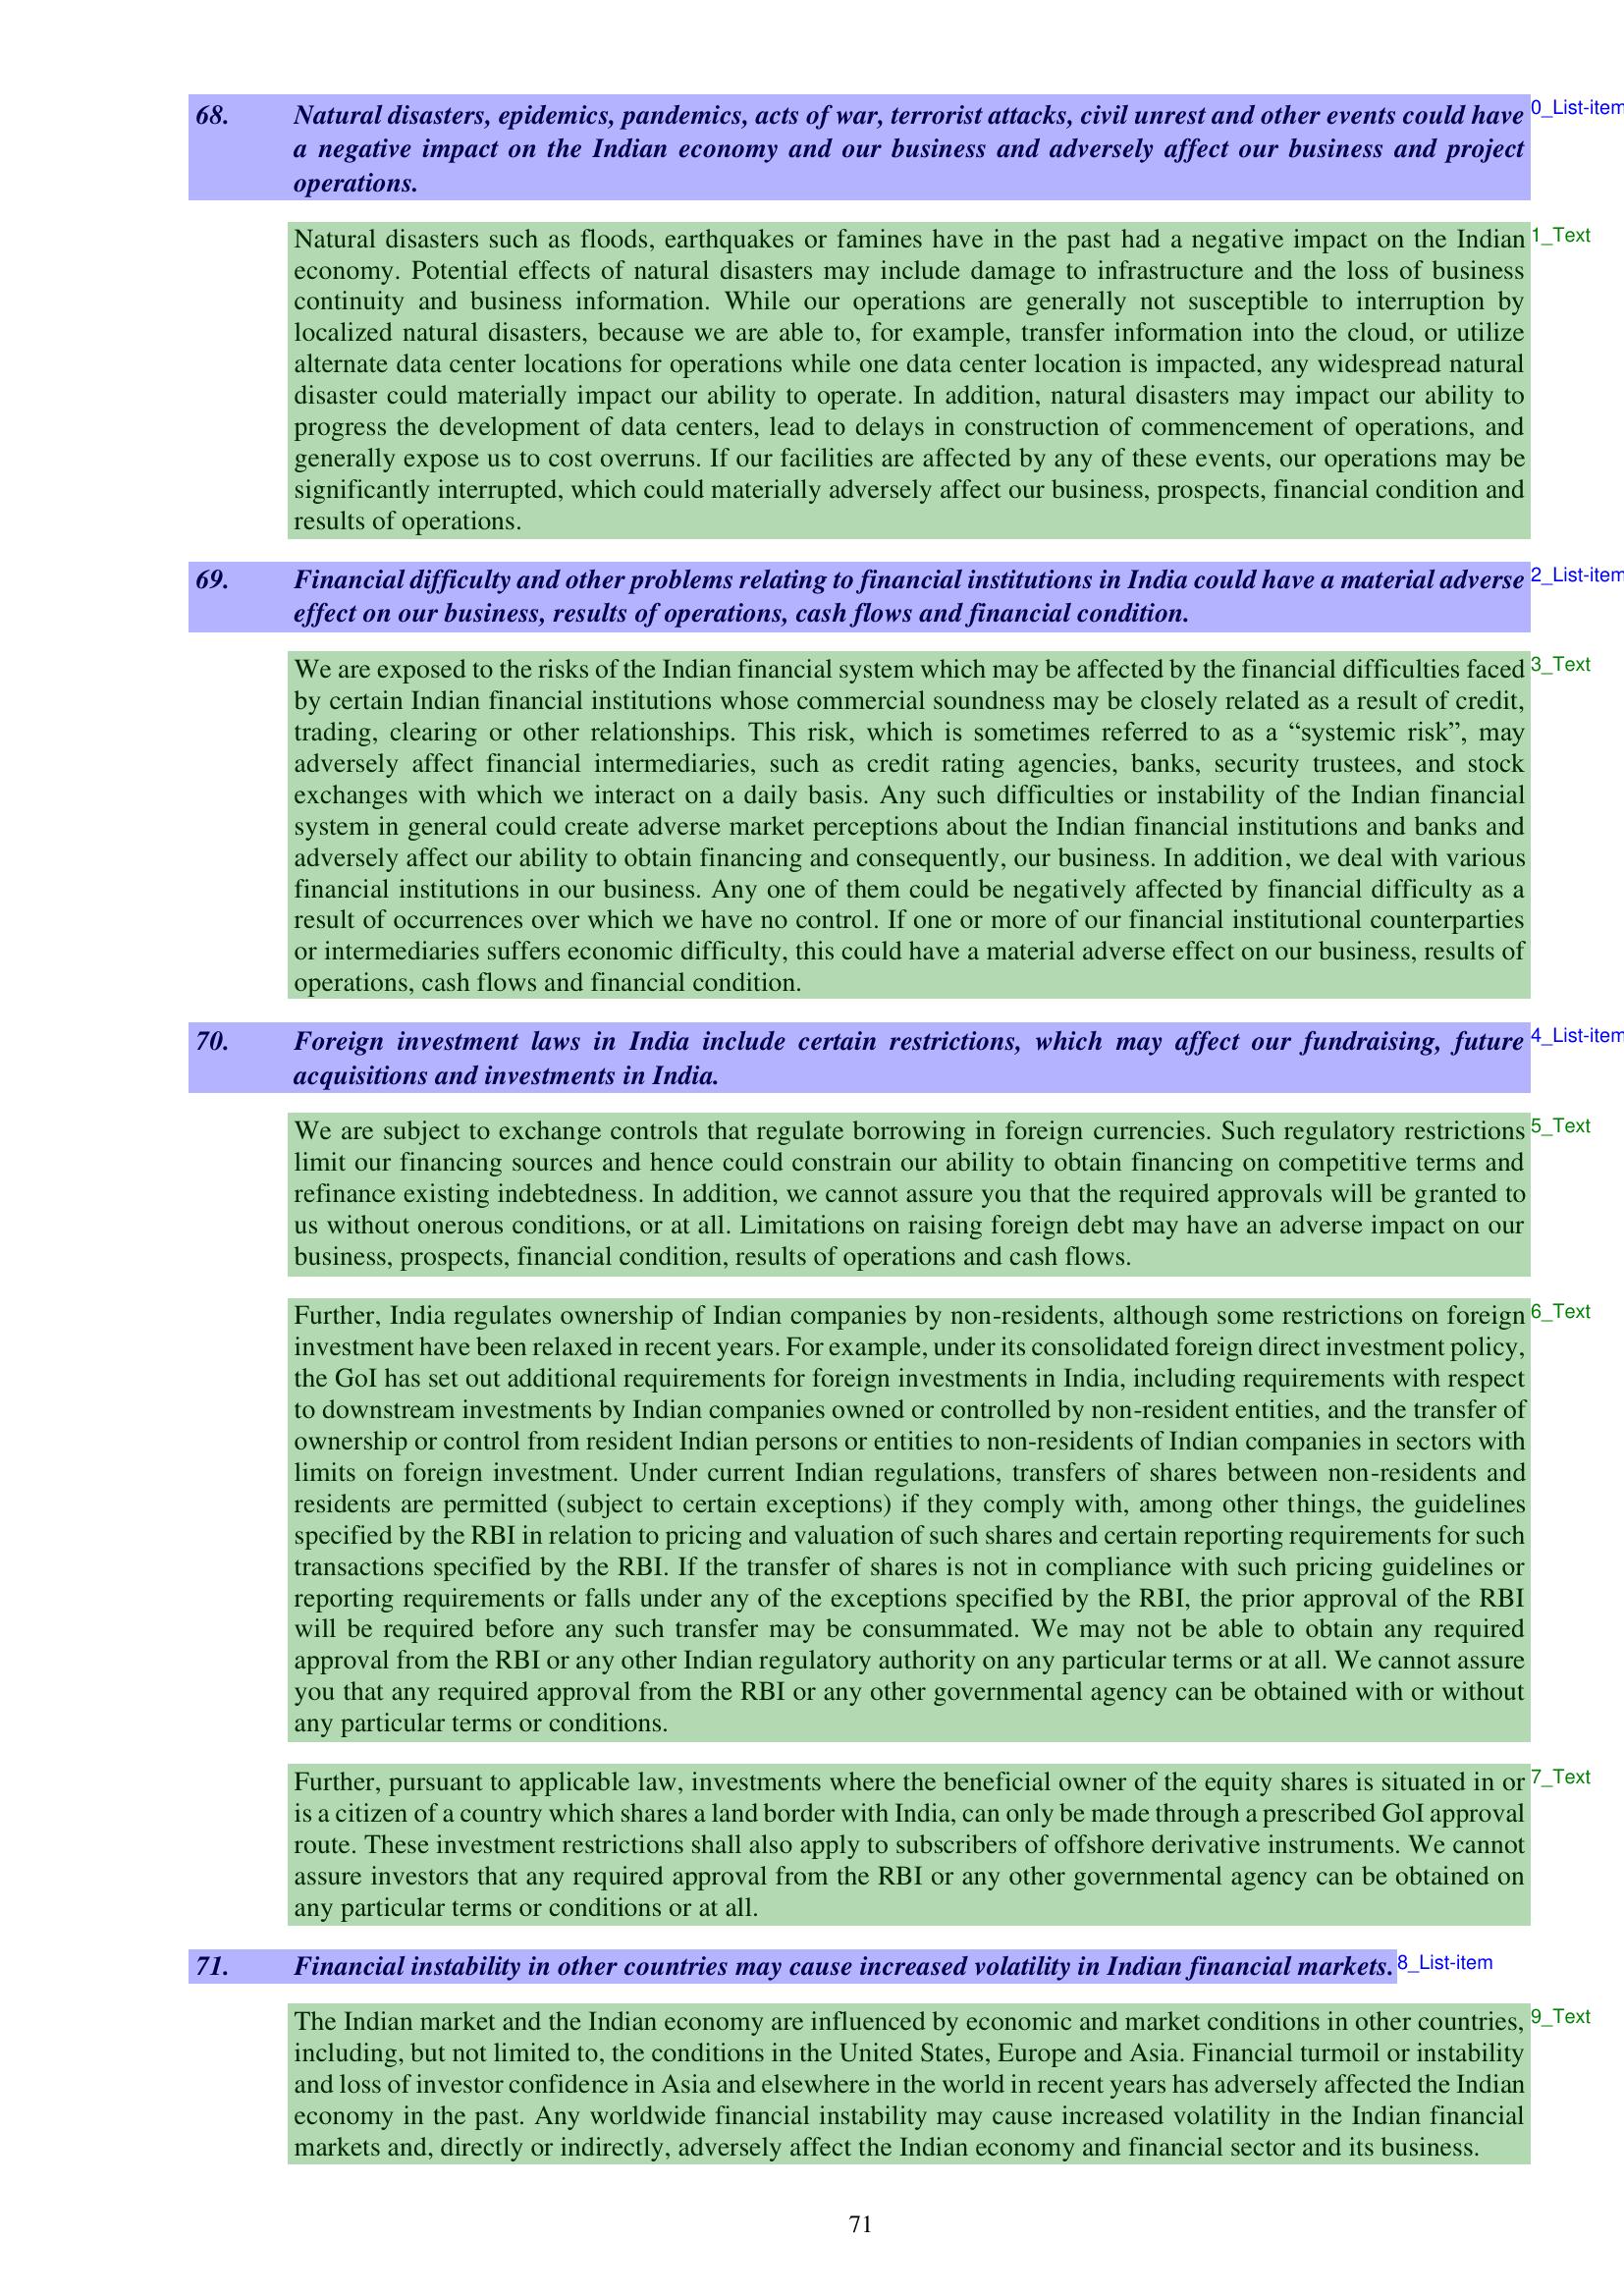 68. Natural disasters, epidemics, pandemics, acts of war, terrorist attacks, civil unrest and other events could have
a negative impact on the Indian economy and our business and adversely affect our business and project
operations.
0_List-item
Natural disasters such as floods, earthquakes or famines have in the past had a negative impact on the Indian
economy. Potential effects of natural disasters may include damage to infrastructure and the loss of business
continuity and business information. While our operations are generally not susceptible to interruption by
localized natural disasters, because we are able to, for example, transfer information into the cloud, or utilize
alternate data center locations for operations while one data center location is impacted, any widespread natural
disaster could materially impact our ability to operate. In addition, natural disasters may impact our ability to
progress the development of data centers, lead to delays in construction of commencement of operations, and
generally expose us to cost overruns. If our facilities are affected by any of these events, our operations may be
significantly interrupted, which could materially adversely affect our business, prospects, financial condition and
results of operations.
1_Text
69. Financial difficulty and other problems relating to financial institutions in India could have a material adverse
effect on our business, results of operations, cash flows and financial condition.
2_List-item
We are exposed to the risks of the Indian financial system which may be affected by the financial difficulties faced
by certain Indian financial institutions whose commercial soundness may be closely related as a result of credit,
trading, clearing or other relationships. This risk, which is sometimes referred to as a “systemic risk”, may
adversely affect financial intermediaries, such as credit rating agencies, banks, security trustees, and stock
exchanges with which we interact on a daily basis. Any such difficulties or instability of the Indian financial
system in general could create adverse market perceptions about the Indian financial institutions and banks and
adversely affect our ability to obtain financing and consequently, our business. In addition, we deal with various
financial institutions in our business. Any one of them could be negatively affected by financial difficulty as a
result of occurrences over which we have no control. If one or more of our financial institutional counterparties
or intermediaries suffers economic difficulty, this could have a material adverse effect on our business, results of
operations, cash flows and financial condition.
3_Text
70. Foreign investment laws in India include certain restrictions, which may affect our fundraising, future
acquisitions and investments in India.
4_List-item
We are subject to exchange controls that regulate borrowing in foreign currencies. Such regulatory restrictions
limit our financing sources and hence could constrain our ability to obtain financing on competitive terms and
refinance existing indebtedness. In addition, we cannot assure you that the required approvals will be granted to
us without onerous conditions, or at all. Limitations on raising foreign debt may have an adverse impact on our
business, prospects, financial condition, results of operations and cash flows.
5_Text
Further, India regulates ownership of Indian companies by non-residents, although some restrictions on foreign
investment have been relaxed in recent years. For example, under its consolidated foreign direct investment policy,
the GoI has set out additional requirements for foreign investments in India, including requirements with respect
to downstream investments by Indian companies owned or controlled by non-resident entities, and the transfer of
ownership or control from resident Indian persons or entities to non-residents of Indian companies in sectors with
limits on foreign investment. Under current Indian regulations, transfers of shares between non-residents and
residents are permitted (subject to certain exceptions) if they comply with, among other things, the guidelines
specified by the RBI in relation to pricing and valuation of such shares and certain reporting requirements for such
transactions specified by the RBI. If the transfer of shares is not in compliance with such pricing guidelines or
reporting requirements or falls under any of the exceptions specified by the RBI, the prior approval of the RBI
will be required before any such transfer may be consummated. We may not be able to obtain any required
approval from the RBI or any other Indian regulatory authority on any particular terms or at all. We cannot assure
you that any required approval from the RBI or any other governmental agency can be obtained with or without
any particular terms or conditions.
6_Text
Further, pursuant to applicable law, investments where the beneficial owner of the equity shares is situated in or
is a citizen of a country which shares a land border with India, can only be made through a prescribed GoI approval
route. These investment restrictions shall also apply to subscribers of offshore derivative instruments. We cannot
assure investors that any required approval from the RBI or any other governmental agency can be obtained on
any particular terms or conditions or at all.
7_Text
71. Financial instability in other countries may cause increased volatility in Indian financial markets.
8_List-item
The Indian market and the Indian economy are influenced by economic and market conditions in other countries,
including, but not limited to, the conditions in the United States, Europe and Asia. Financial turmoil or instability
and loss of investor confidence in Asia and elsewhere in the world in recent years has adversely affected the Indian
economy in the past. Any worldwide financial instability may cause increased volatility in the Indian financial
markets and, directly or indirectly, adversely affect the Indian economy and financial sector and its business.
9_Text
71